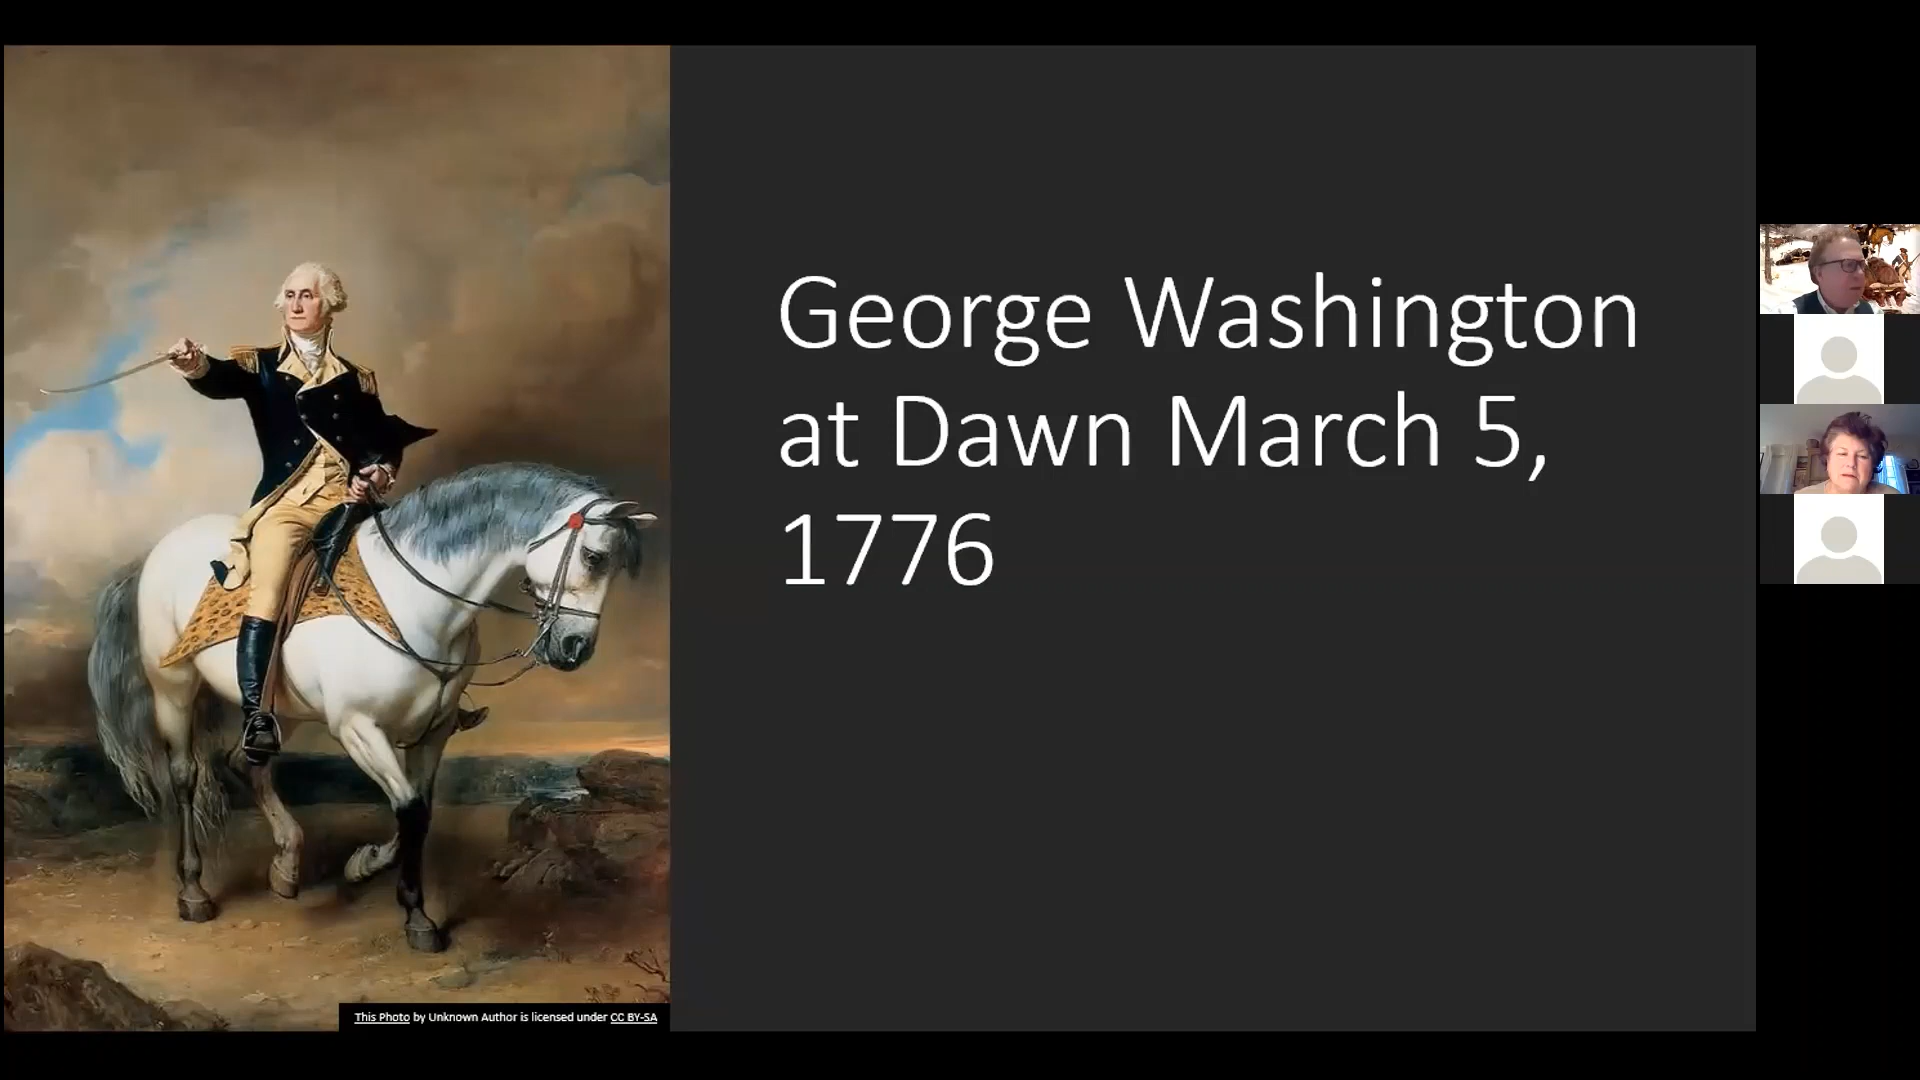 George Washington
at Dawn March 5,
1776
This Photo by Unknown Author is licensed under CC BY-SA